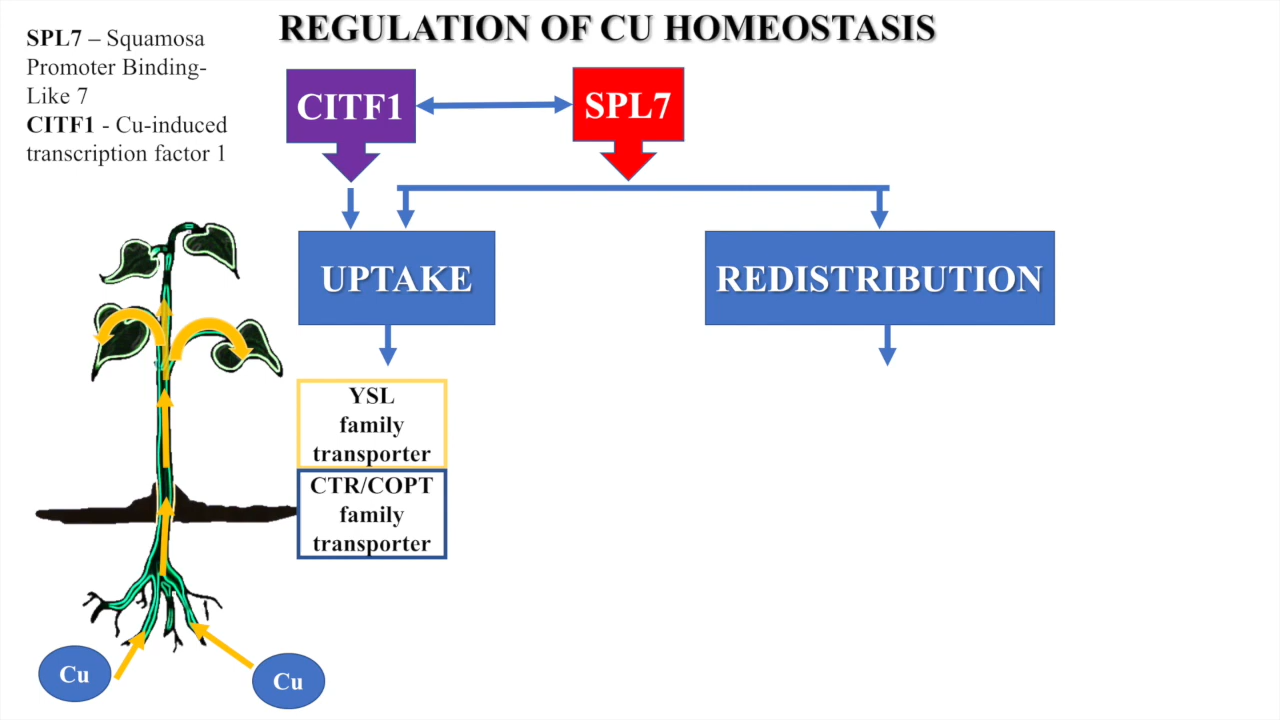 REGULATION OF CU HOMEOSTASIS
SPL7 – Squamosa
Promoter Binding-
Like 7
CITF1 - Cu-induced
transcription factor 1
CITF1
SPL7
UPTAKE
REDISTRIBUTION
YSL
family
transporter
CTR/COPT
family
transporter
Cu
Cu